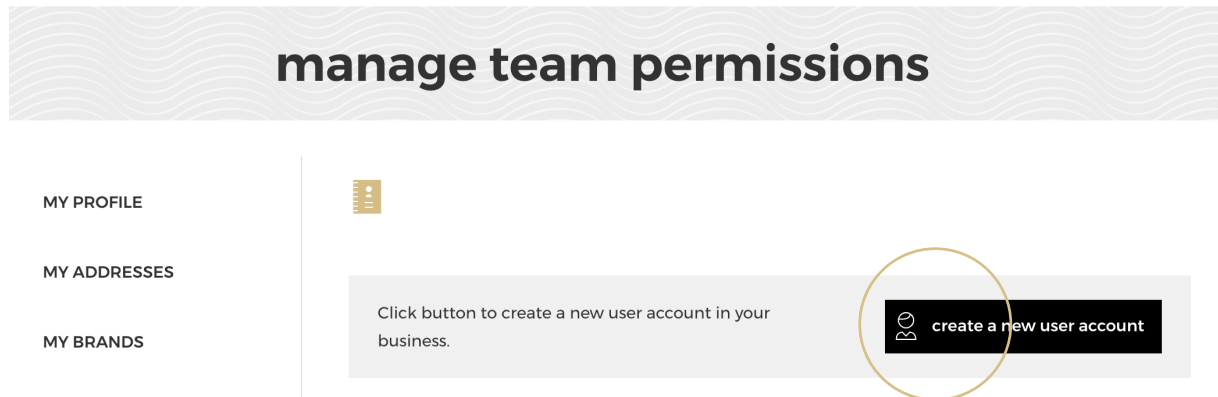 manage team permissions
MY PROFILE
MY ADDRESSES
MY BRANDS
Click button to create a new user account in your
business.
create a new user account